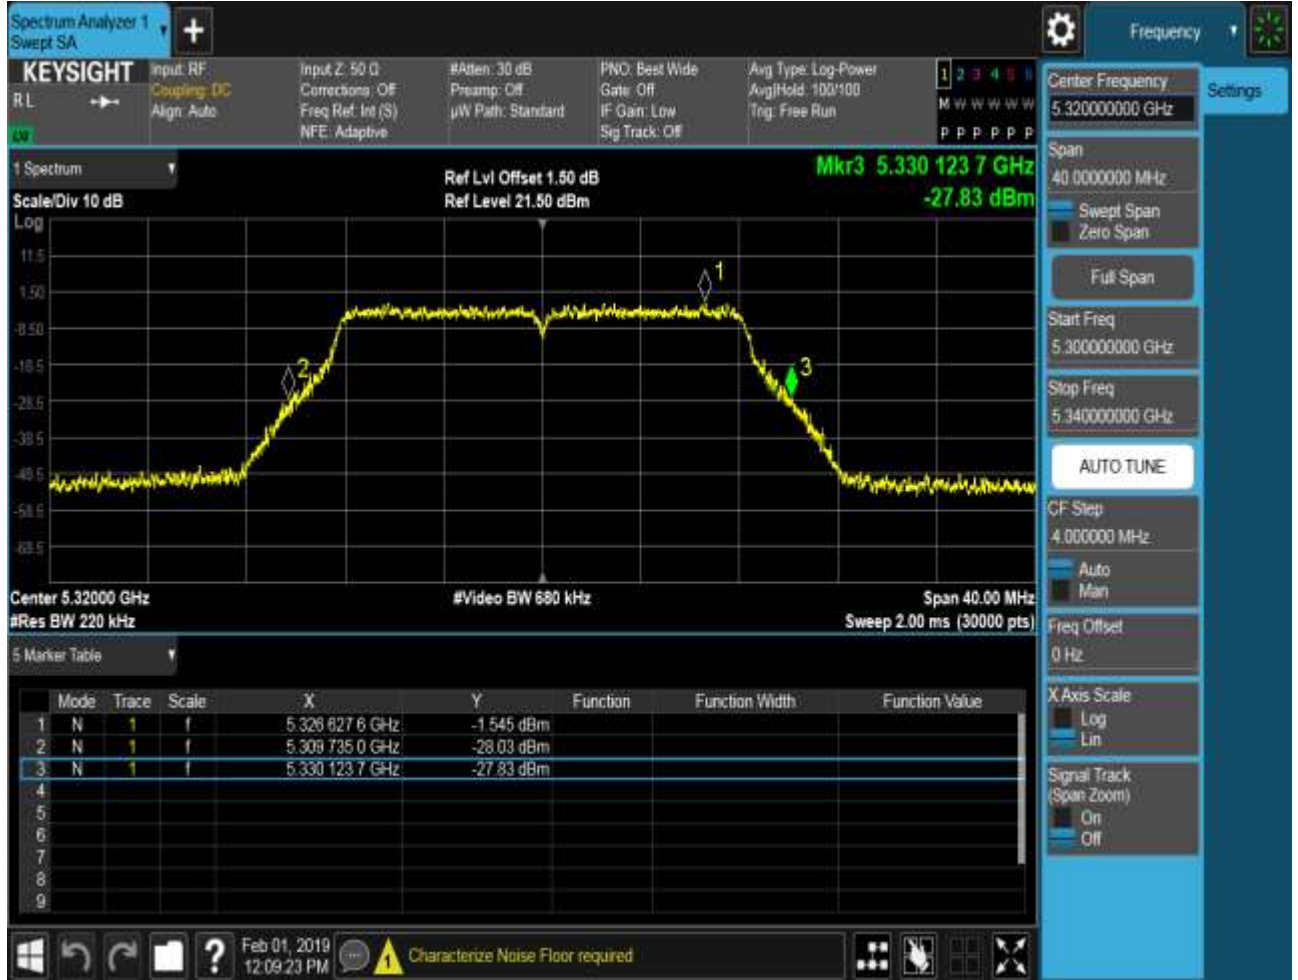 Spectrum Analyzer 1
Swept SA
Frequency
KEYSIGHT
RL
Input: RF
Coupling: DC
Align: Auto
Input Z: 50 Ω
Corrections: Off
Freq Ref: Int (S)
NFE: Adaptive
#Atten: 30 dB
Preamp: Off
µW Path: Standard
PNO: Best Wide
Gate: Off
IF Gain: Low
Sig Track: Off
Avg Type: Log-Power
Avg|Hold: 100/100
Trig: Free Run
1 2 3 4 5 6
M W W W W W
P P P P P P
1 Spectrum
Scale/Div 10 dB
Ref Lvl Offset 1.50 dB
Ref Level 21.50 dBm
Mkr3 5.330 123 7 GHz
-27.83 dBm
Log
11.5
1.50
-8.50
-18.5
-28.5
-38.5
-48.5
-58.5
-68.5
1
2
3
Center 5.32000 GHz
#Res BW 220 kHz
#Video BW 680 kHz
Span 40.00 MHz
Sweep 2.00 ms (30000 pts)
5 Marker Table
Mode Trace Scale X Y Function Function Width Function Value
1 N 1 f 5.326 627 6 GHz -1.545 dBm
2 N 1 f 5.309 735 0 GHz -28.03 dBm
3 N 1 f 5.330 123 7 GHz -27.83 dBm
4
5
6
7
8
9
Center Frequency
5.320000000 GHz
Settings
Span
40.0000000 MHz
Swept Span
Zero Span
Full Span
Start Freq
5.300000000 GHz
Stop Freq
5.340000000 GHz
AUTO TUNE
CF Step
4.000000 MHz
Auto
Man
Freq Offset
0 Hz
X Axis Scale
Log
Lin
Signal Track
(Span Zoom)
On
Off
?
Feb 01, 2019
12:09:23 PM
1
Characterize Noise Floor required